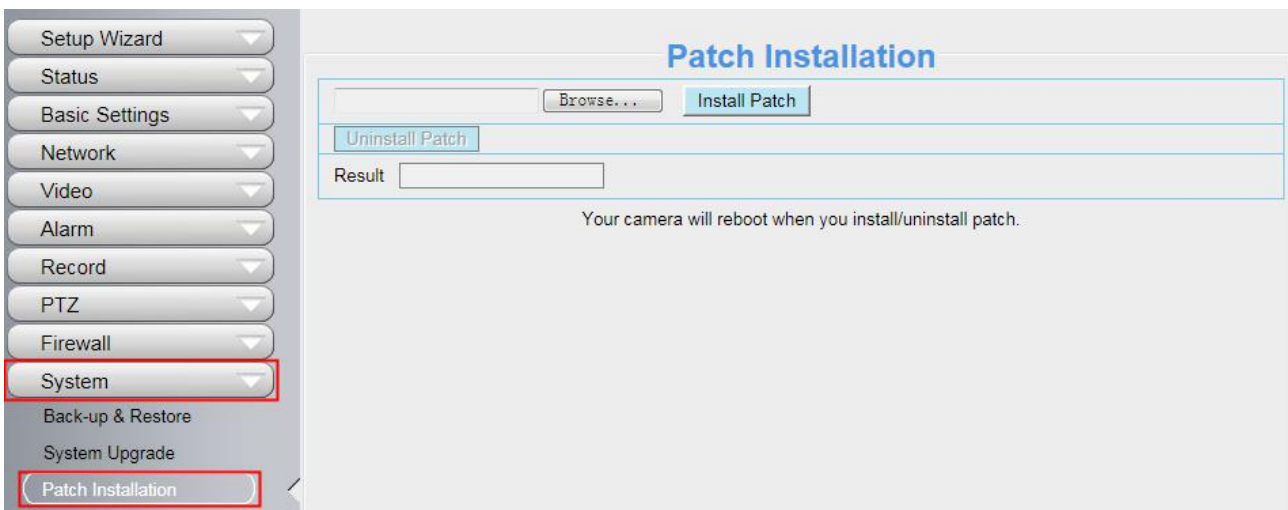 Setup Wizard
Status
Basic Settings
Network
Video
Alarm
Record
PTZ
Firewall
System
Back-up & Restore
System Upgrade
Patch Installation
Patch Installation
Browse... Install Patch
Uninstall Patch
Result
Your camera will reboot when you install/uninstall patch.